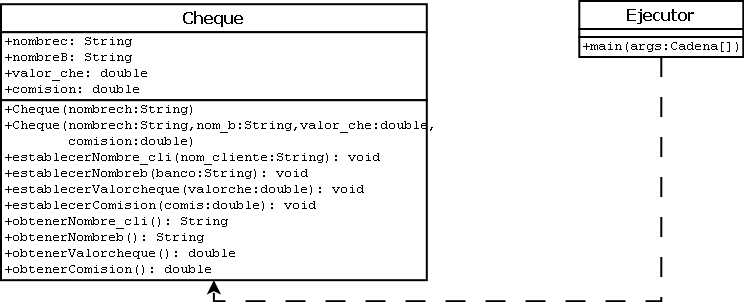 Cheque
+nombrec: String
+nombreB: String
+valor_che: double
+comision: double
+Cheque(nombrech:String)
+Cheque(nombrech:String,nom_b:String,valor_che:double,
comision:double)
+establecerNombre_cli(nom_cliente:String): void
+establecerNombreb(banco:String): void
+establecerValorcheque(valorche:double): void
+establecerComision(comis:double): void
+obtenerNombre_cli(): String
+obtenerNombreb(): String
+obtenerValorcheque(): double
+obtenerComision(): double
Ejecutor
+main(args:Cadena[])